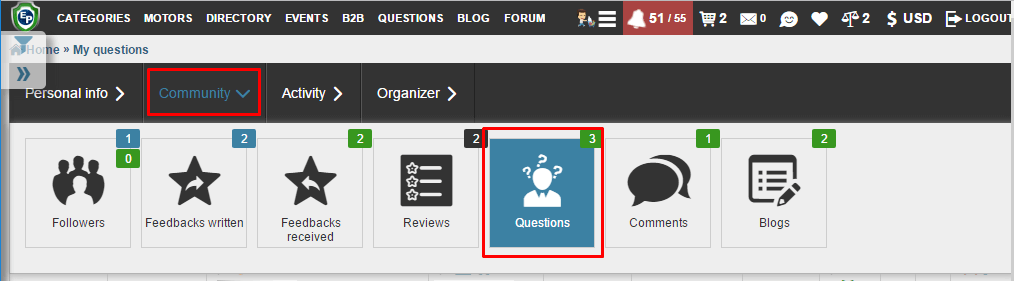 EP CATEGORIES MOTORS DIRECTORY EVENTS B2B QUESTIONS BLOG FORUM 51 / 55 2 0 2 $ USD LOGOUT
Home » My questions
»
Personal info Community Activity Organizer
1 2 2 2 3 1 2
0
Followers Feedbacks written Feedbacks received Reviews Questions Comments Blogs